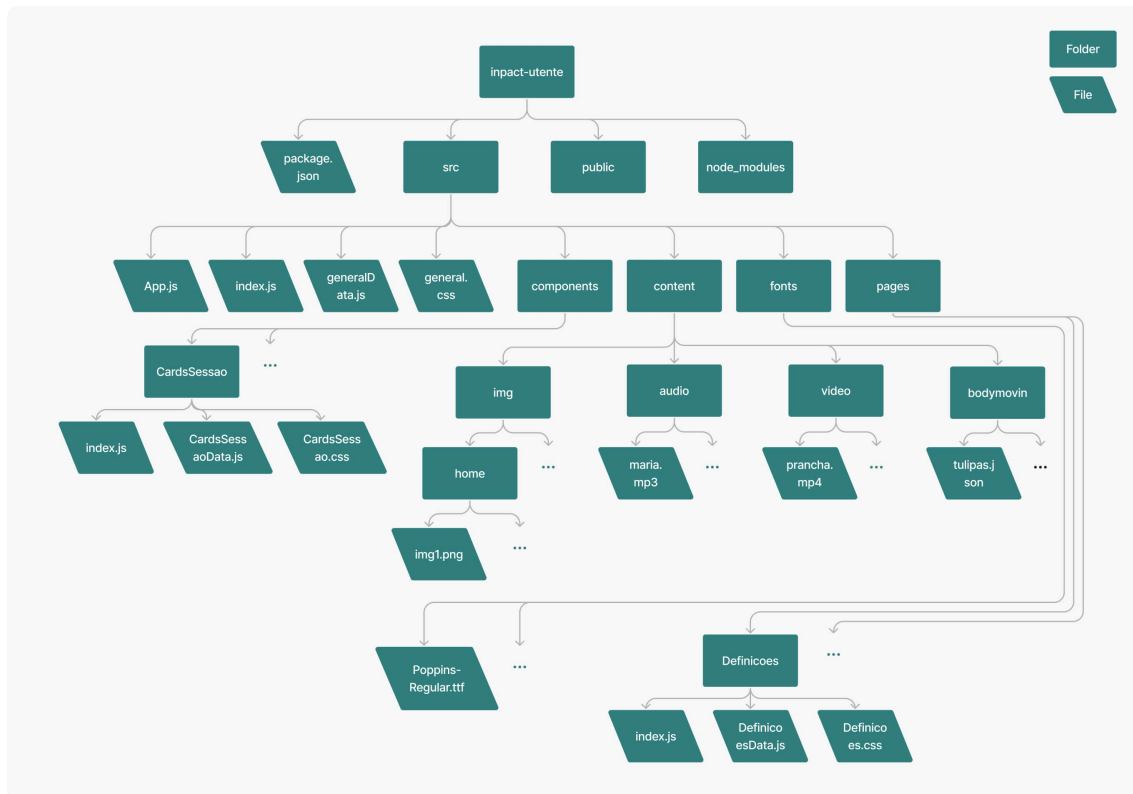 Folder
inpact-utente
File
package.
json
src
public
node_modules
App.js
index.js
generalD
ata.js
general.
css
components
content
fonts
pages
CardsSessao
...
img
audio
video
bodymovin
index.js
CardsSes
saoData.js
CardsSess
ao.css
home
...
maria.
mp3
...
prancha.
mp4
...
tulipas.j
son
...
img1.png
...
Poppins-
Regular.ttf
...
Definicoes
...
index.js
Definico
esData.js
Definico
es.css